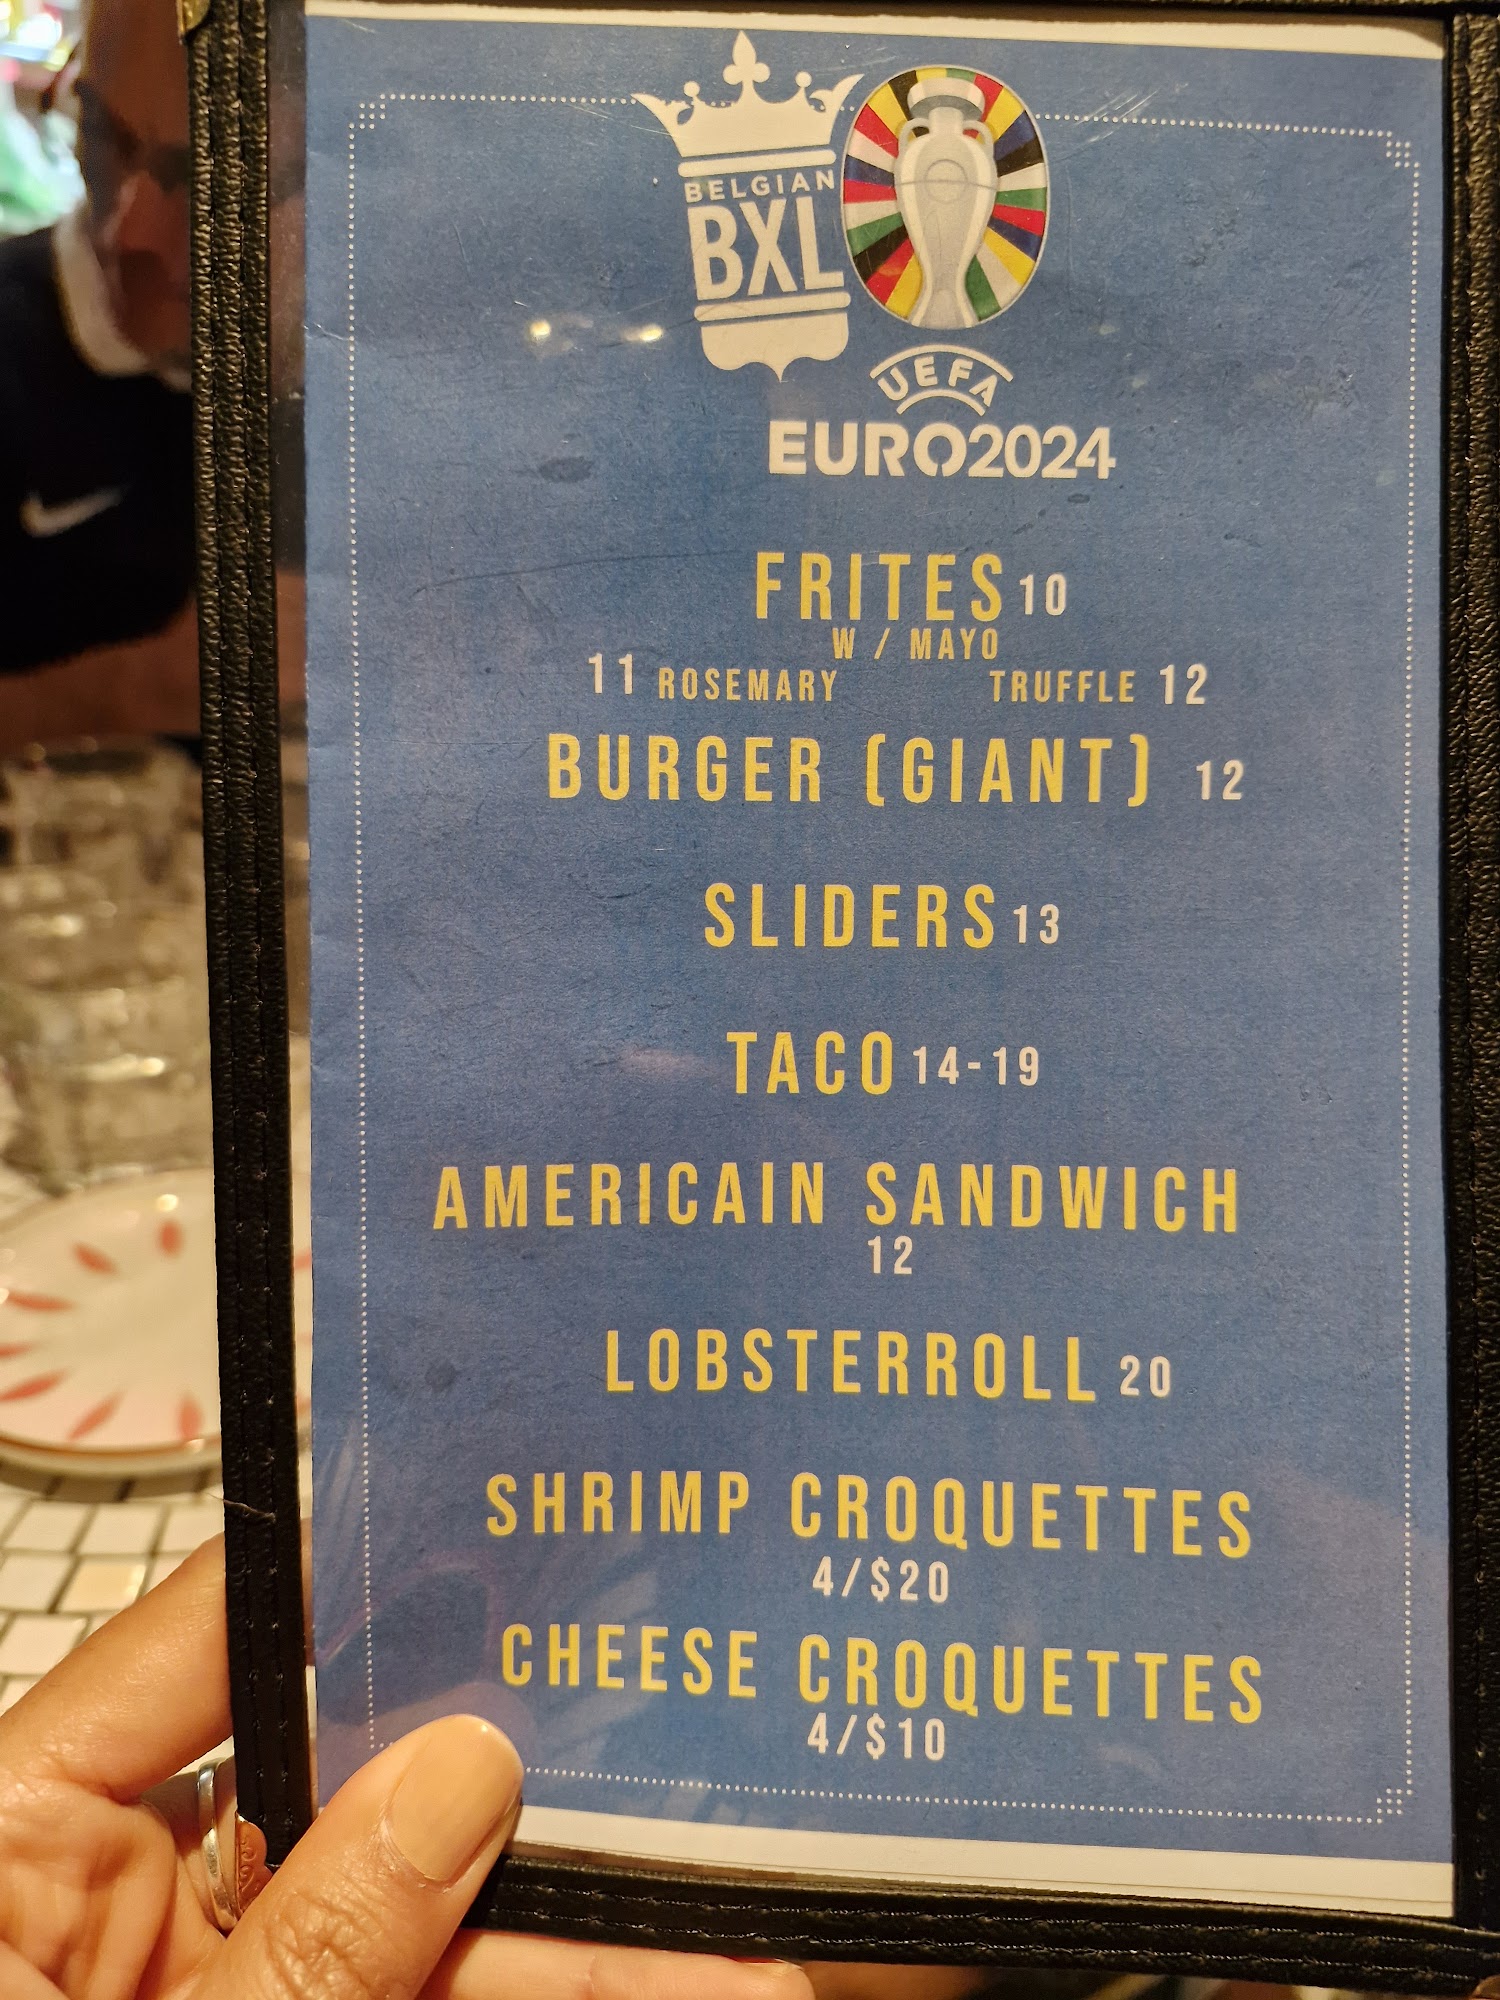 BELGIAN
BXL
UEFA
EURO2024
FRITES 10
W / MAYO
11 ROSEMARY TRUFFLE 12
BURGER (GIANT) 12
SLIDERS 13
TACO 14-19
AMERICAIN SANDWICH
12
LOBSTERROLL 20
SHRIMP CROQUETTES
4/$20
CHEESE CROQUETTES
4/$10